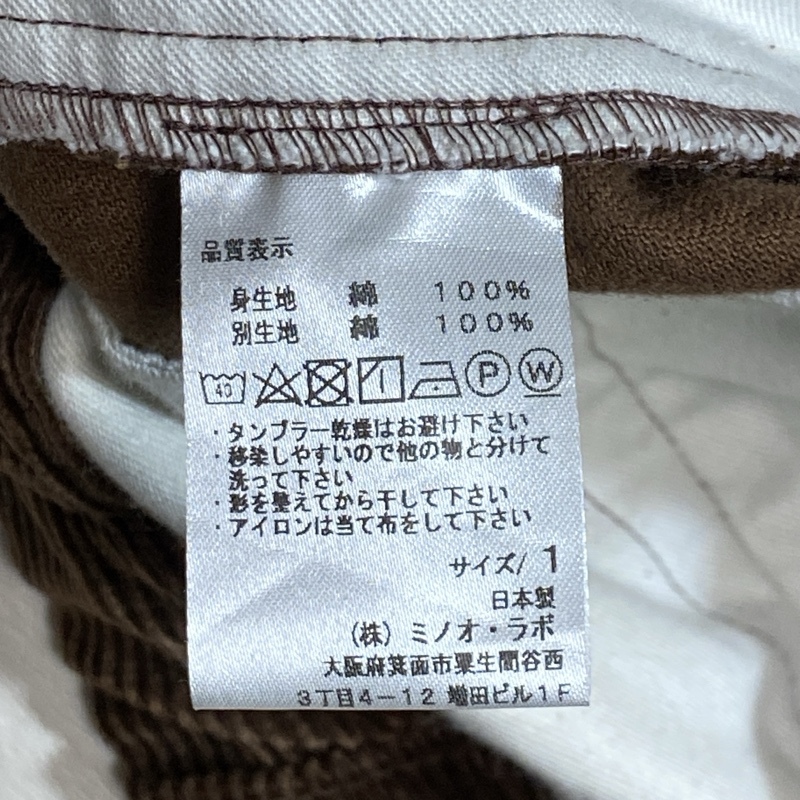 品質表示
身生地 綿 100%
別生地 綿 100%
40 P W
・タンブラー乾燥はお避け下さい
・移染しやすいので他の物と分けて
洗って下さい
・影を整えてから干して下さい
・アイロンは当て布をして下さい
サイズ/ 1
日本製
(株) ミノオ・ラボ
大阪府箕面市粟生間谷西
3丁目4-12 増田ビル1F